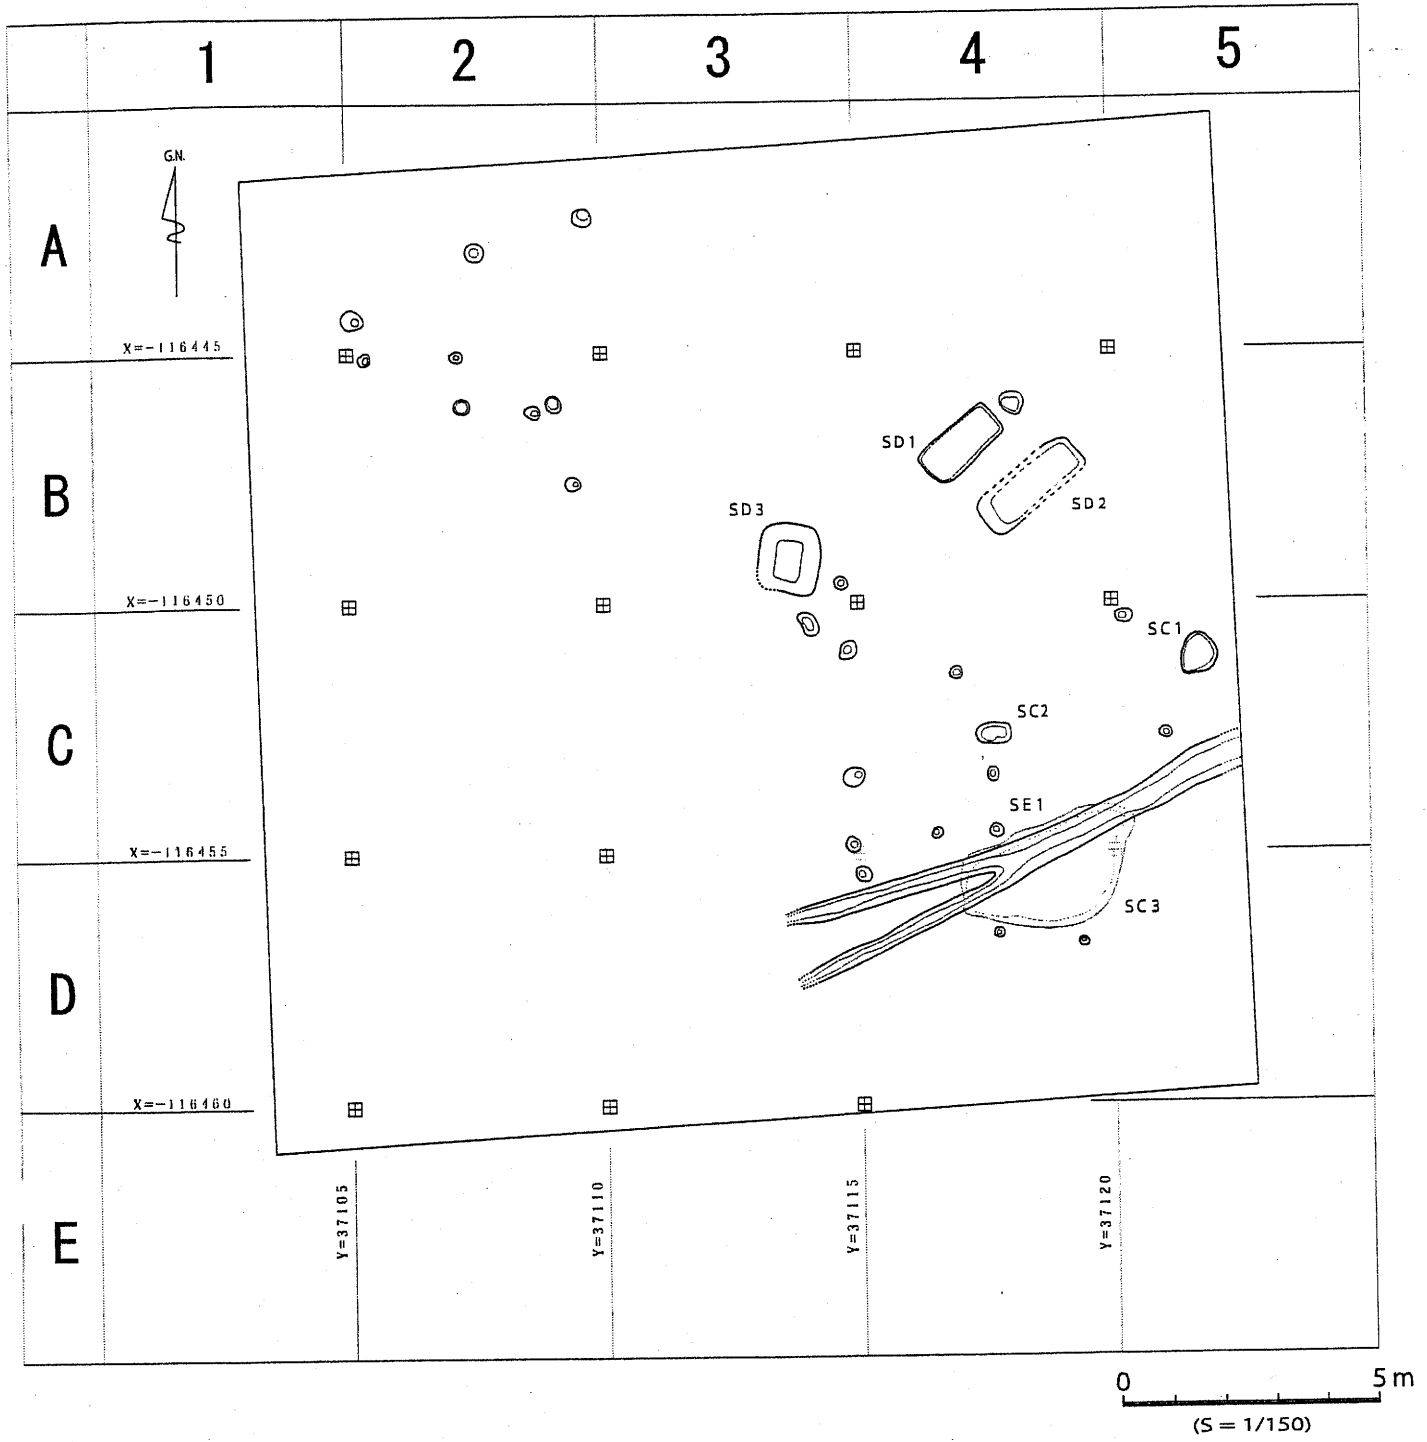 1 2 3 4 5
G.N.
A
X=-116445
SD1
SD2
B
SD3
X=-116450
SC1
SC2
C
SE1
X=-116455
SC3
D
X=-116460
Y=37105
Y=37110
Y=37115
Y=37120
E
0 5 m
(S = 1/150)